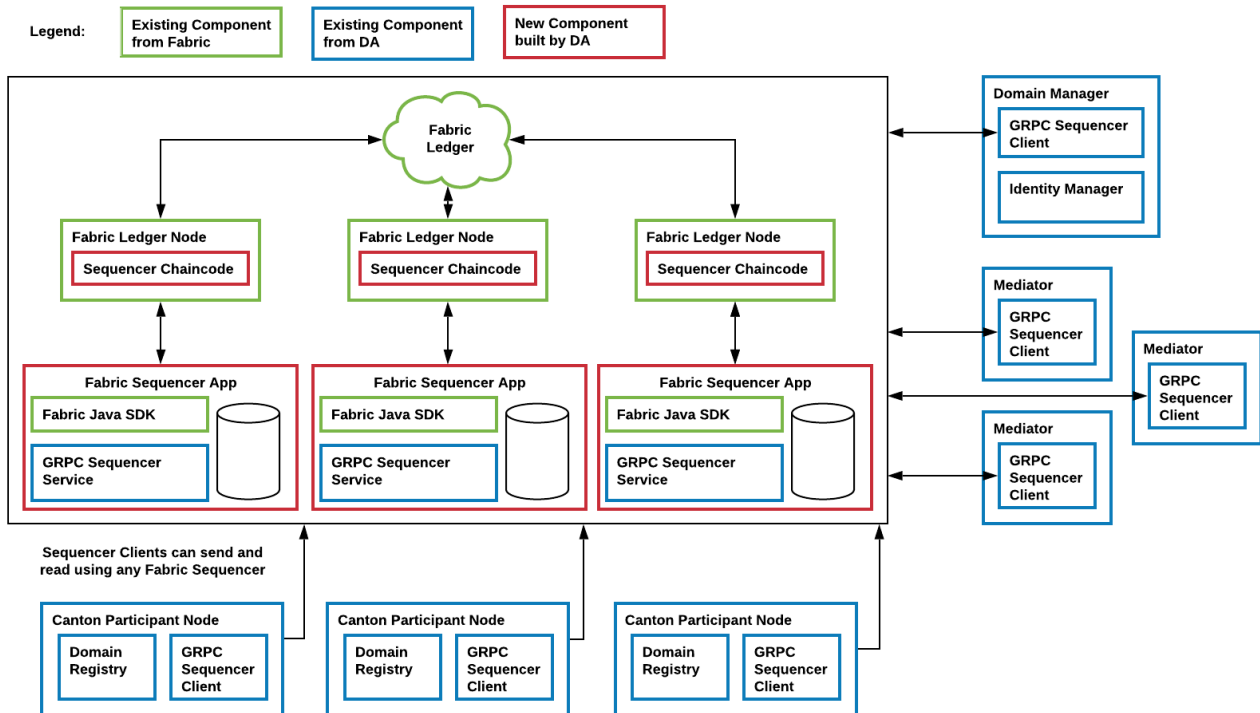 Legend:
Existing Component
from Fabric
Existing Component
from DA
New Component
built by DA
Fabric
Ledger
Fabric Ledger Node
Sequencer Chaincode
Fabric Ledger Node
Sequencer Chaincode
Fabric Ledger Node
Sequencer Chaincode
Fabric Sequencer App
Fabric Java SDK
GRPC Sequencer
Service
Fabric Sequencer App
Fabric Java SDK
GRPC Sequencer
Service
Fabric Sequencer App
Fabric Java SDK
GRPC Sequencer
Service
Domain Manager
GRPC Sequencer
Client
Identity Manager
Mediator
GRPC
Sequencer
Client
Mediator
GRPC
Sequencer
Client
Mediator
GRPC
Sequencer
Client
Sequencer Clients can send and
read using any Fabric Sequencer
Canton Participant Node
Domain
Registry
GRPC
Sequencer
Client
Canton Participant Node
Domain
Registry
GRPC
Sequencer
Client
Canton Participant Node
Domain
Registry
GRPC
Sequencer
Client